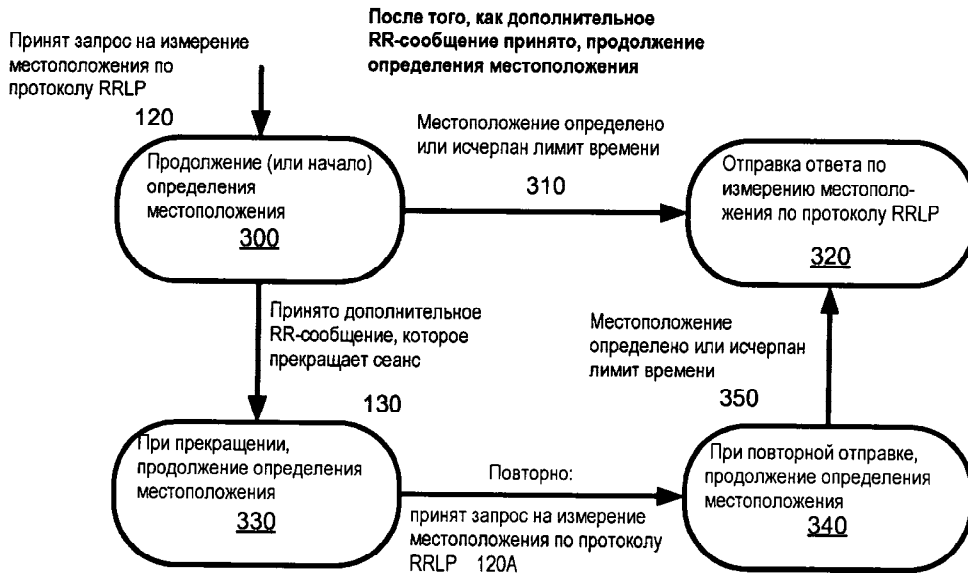 После того, как дополнительное
RR-сообщение принято, продолжение
определения местоположения
Принят запрос на измерение
местоположения по
протоколу RRLP
120
Продолжение (или начало)
определения
местоположения
300
Местоположение определено
или исчерпан лимит времени
310
Отправка ответа по
измерению местополо-
жения по протоколу RRLP
320
Принято дополнительное
RR-сообщение, которое
прекращает сеанс
130
Местоположение
определено или исчерпан
лимит времени
350
При прекращении,
продолжение определения
местоположения
330
Повторно:
принят запрос на измерение
местоположения по протоколу
RRLP 120A
При повторной отправке,
продолжение определения
местоположения
340